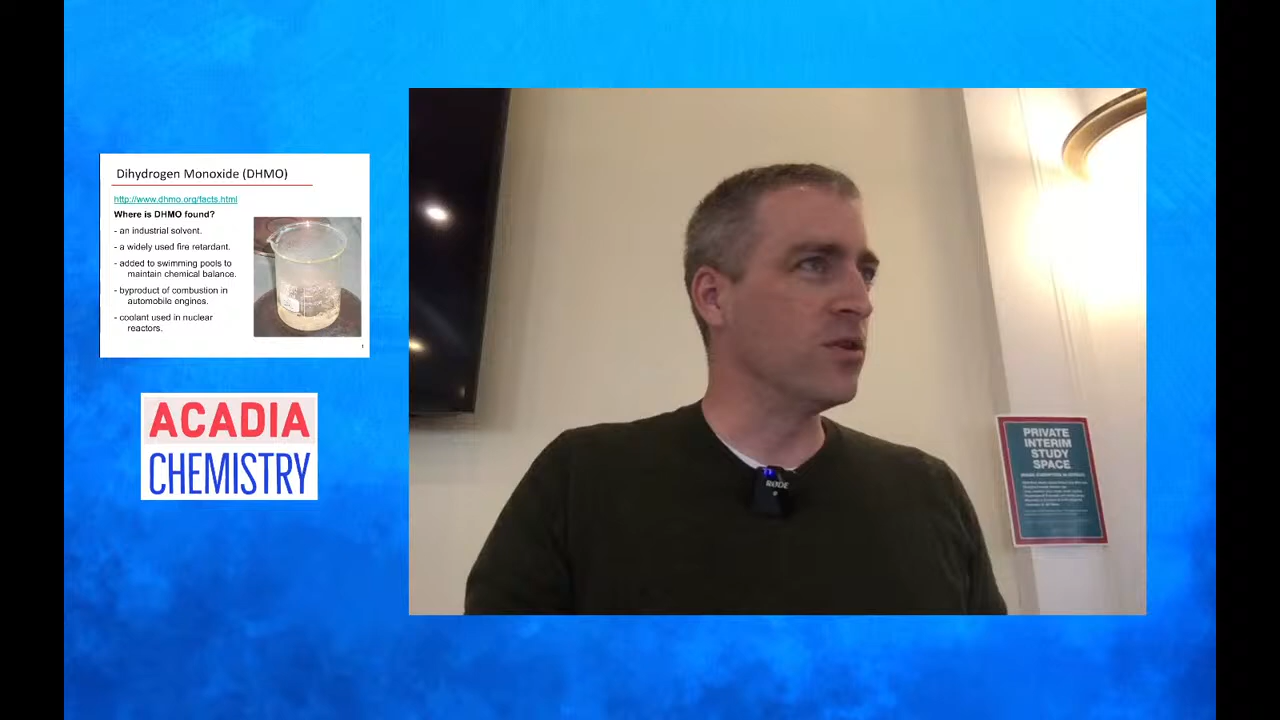 Dihydrogen Monoxide (DHMO)
http://www.dhmo.org/facts.html
Where is DHMO found?
- an industrial solvent.
- a widely used fire retardant.
- added to swimming pools to
maintain chemical balance.
- byproduct of combustion in
automobile engines.
- coolant used in nuclear
reactors.
ACADIA
CHEMISTRY
RØDE
PRIVATE
INTERIM
STUDY
SPACE